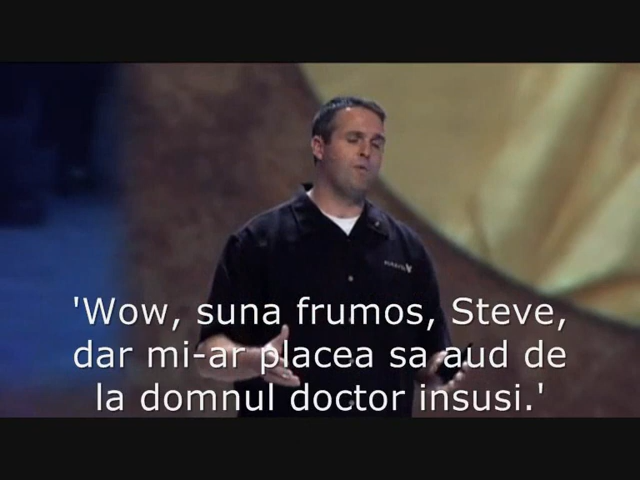 'Wow, suna frumos, Steve,
dar mi-ar placea sa aud de
la domnul doctor insusi.'